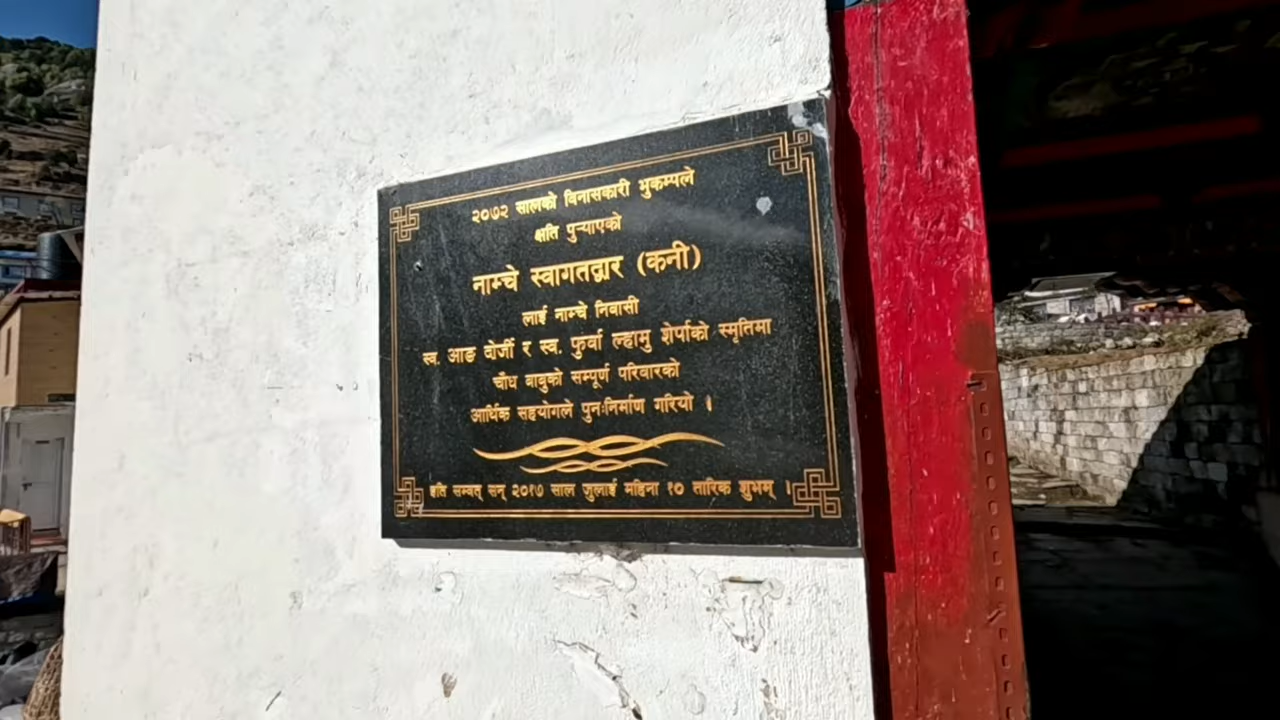 २०७२ सालको विनासकारी भुकम्पले
क्षति पुर्‍याएको
नाम्चे स्वागतद्वार (कनी)
लाई नाम्चे निवासी
स्व. आङ दोर्जी र स्व. फुर्वा ल्हामु शेर्पाको स्मृतिमा
चौंध बाबुको सम्पूर्ण परिवारको
आर्थिक सहयोगले पुनःनिर्माण गरियो ।
इति सम्वत् सन् २०१७ साल जुलाई महिना १० तारिक शुभम् ।